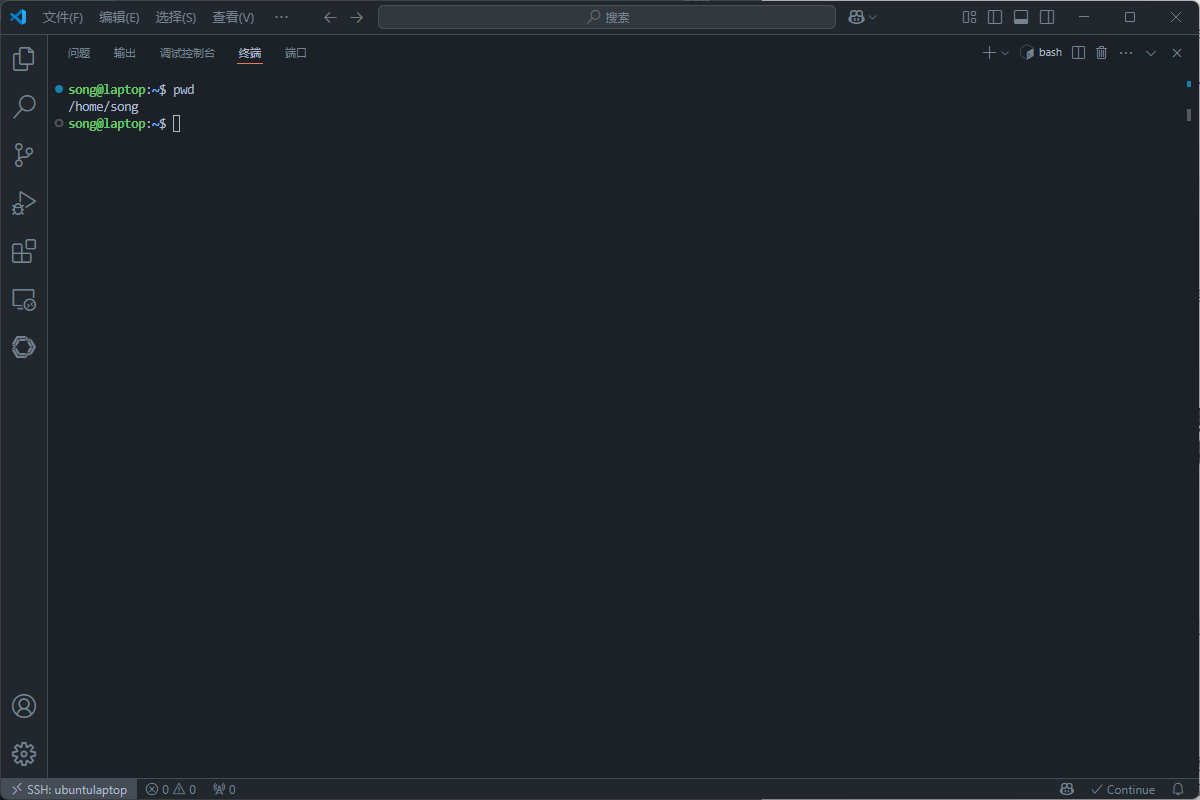 文件(F) 编辑(E) 选择(S) 查看(V) ··· 搜索
问题 输出 调试控制台 终端 端口 bash
song@laptop:~$ pwd
/home/song
song@laptop:~$
SSH: ubuntulaptop 0 0 0 Continue